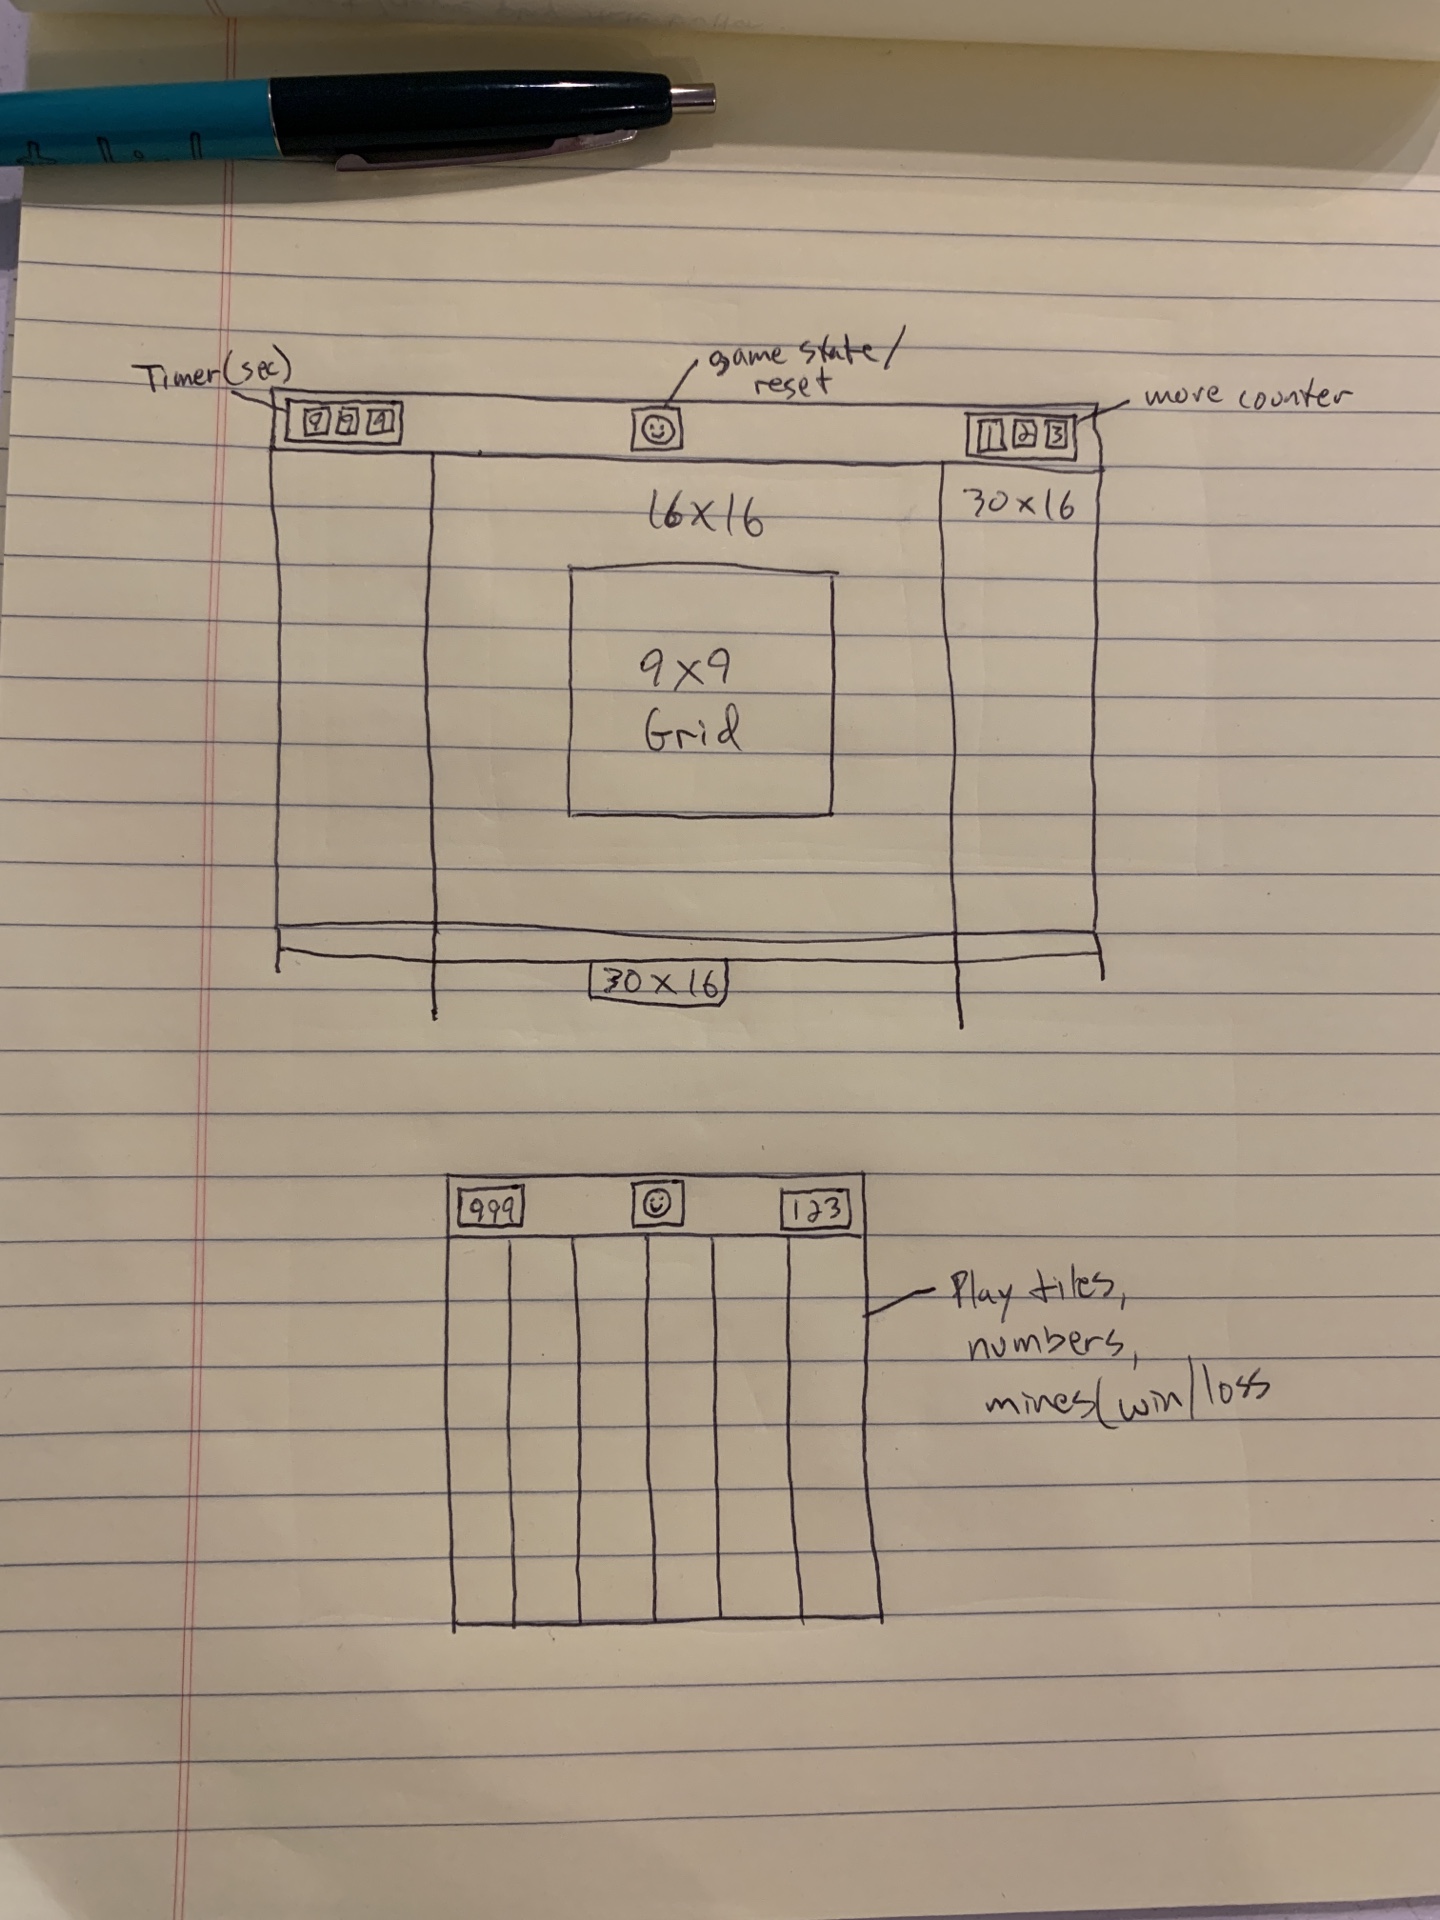 Timer(sec)
game state/
reset
move counter
999
123
16x16
30x16
9x9
Grid
30x16
999
123
Play tiles,
numbers,
mines(win/loss